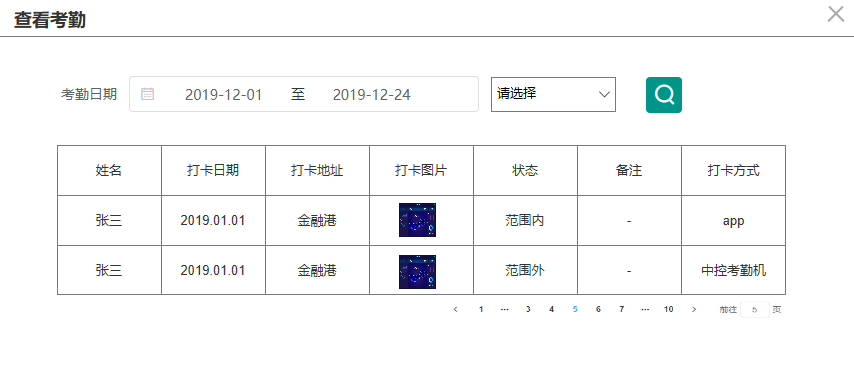 查看考勤
考勤日期 2019-12-01 至 2019-12-24 请选择
姓名 打卡日期 打卡地址 打卡图片 状态 备注 打卡方式
张三 2019.01.01 金融港 范围内 - app
张三 2019.01.01 金融港 范围外 - 中控考勤机
< 1 ··· 3 4 5 6 7 ··· 10 > 前往 5 页